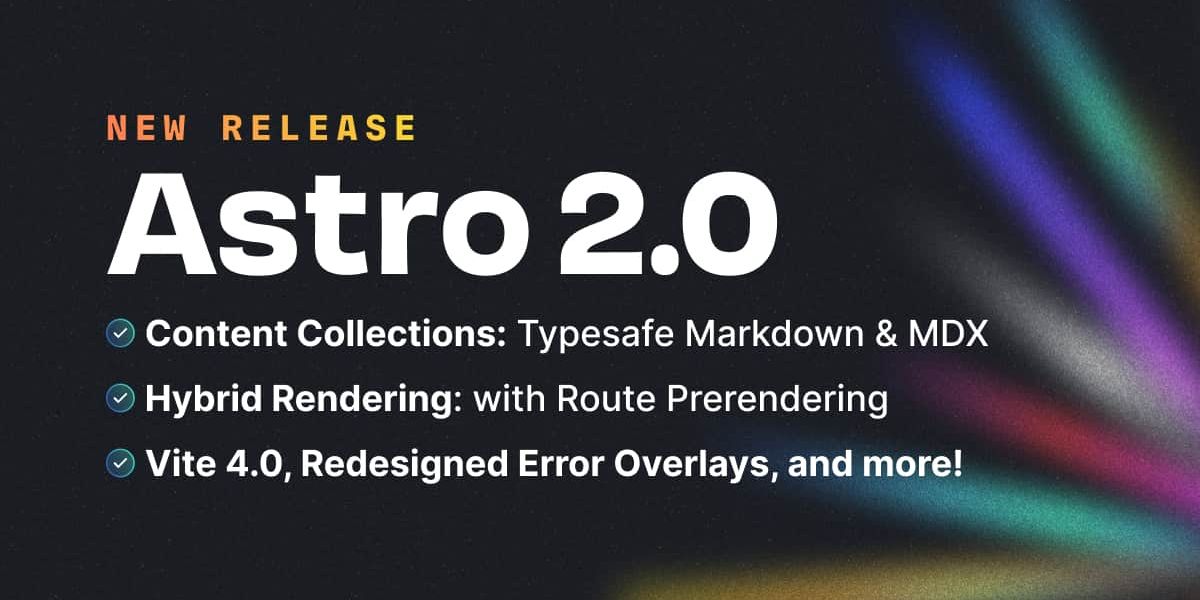 NEW RELEASE
Astro 2.0
Content Collections: Typesafe Markdown & MDX
Hybrid Rendering: with Route Prerendering
Vite 4.0, Redesigned Error Overlays, and more!